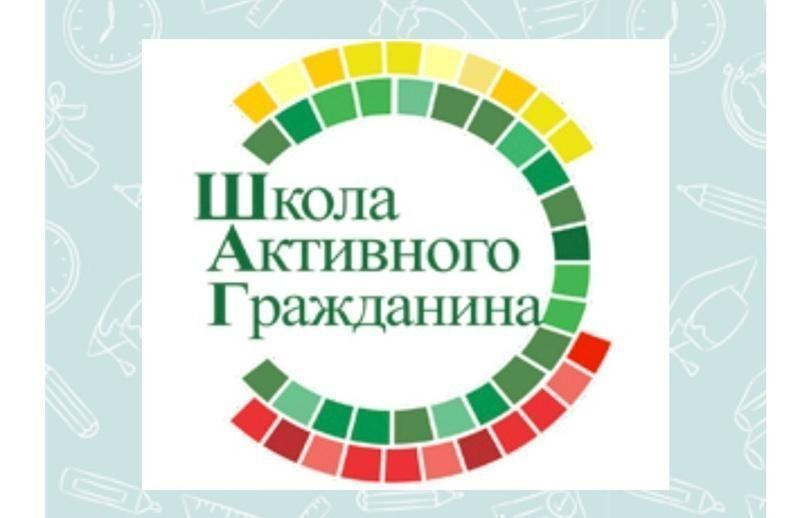 Школа
Активного
Гражданина